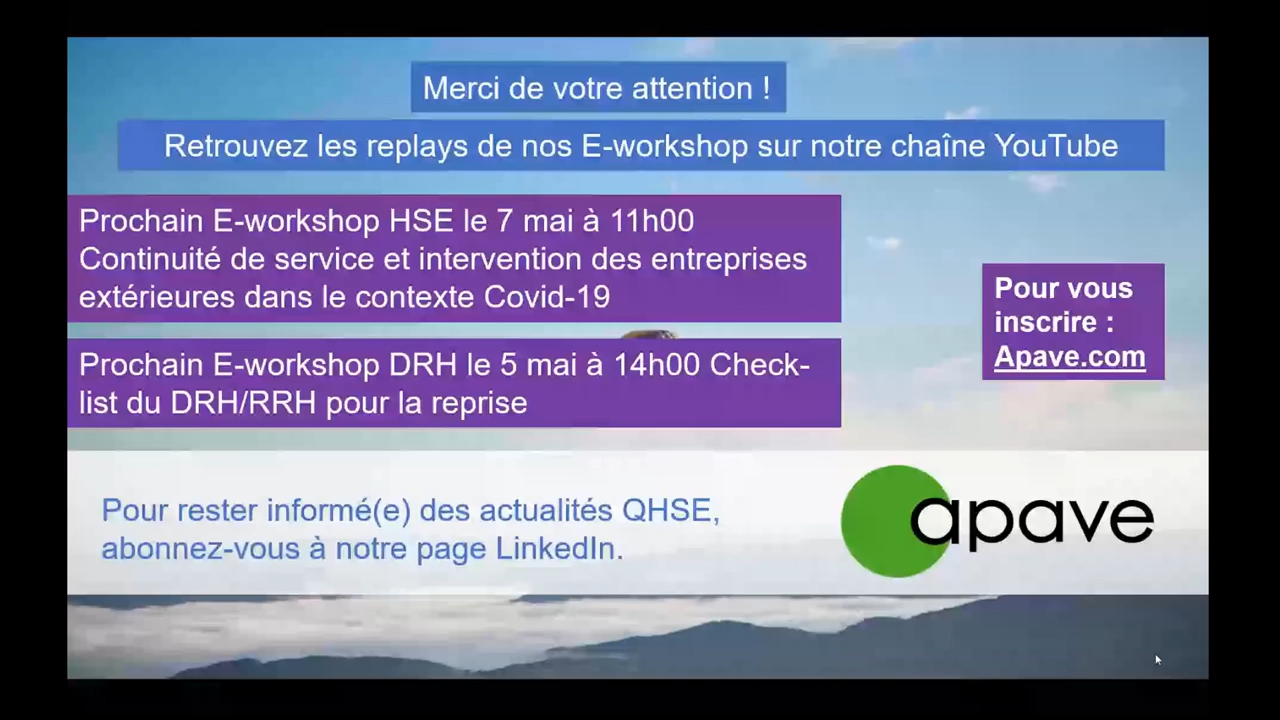 Merci de votre attention !
Retrouvez les replays de nos E-workshop sur notre chaîne YouTube
Prochain E-workshop HSE le 7 mai à 11h00
Continuité de service et intervention des entreprises
extérieures dans le contexte Covid-19
Pour vous
inscrire :
Apave.com
Prochain E-workshop DRH le 5 mai à 14h00 Check-
list du DRH/RRH pour la reprise
Pour rester informé(e) des actualités QHSE,
abonnez-vous à notre page LinkedIn.
apave